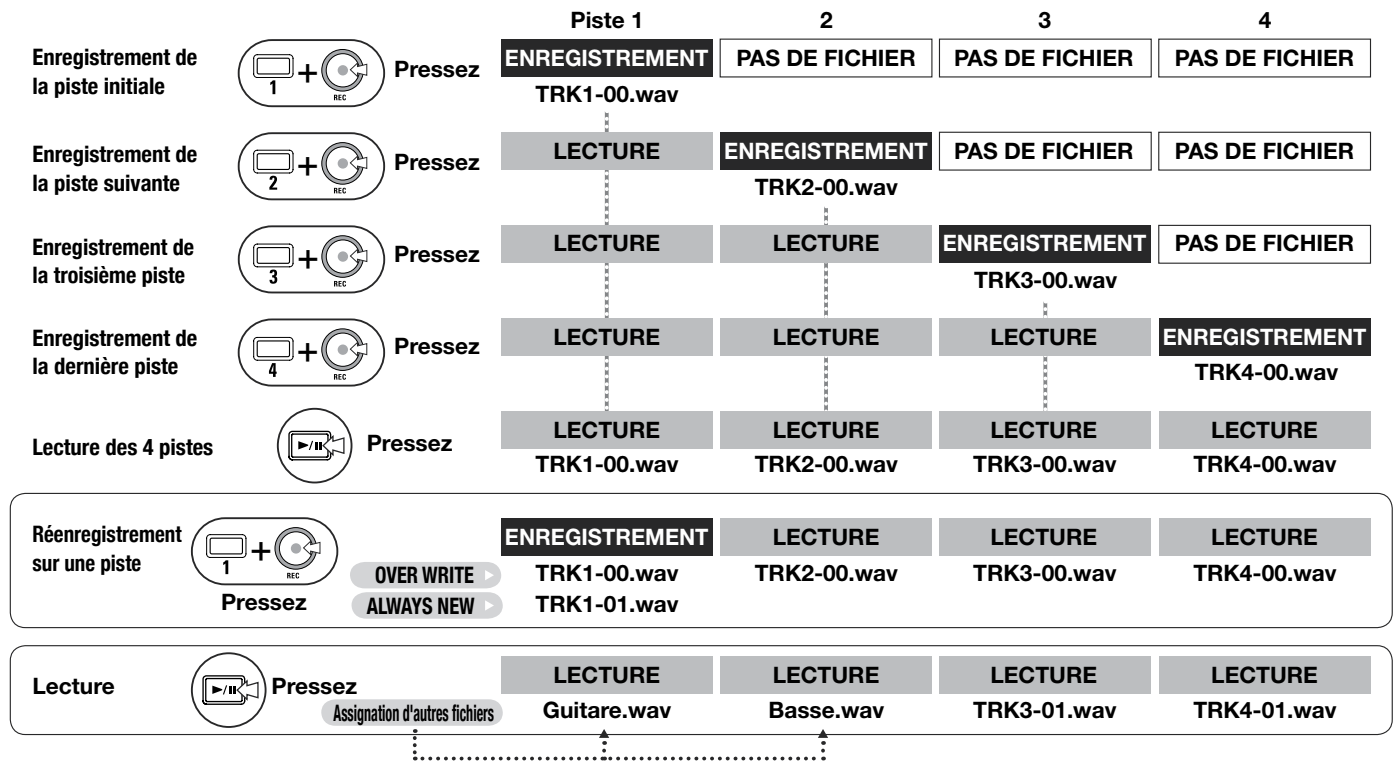 Piste 1 2 3 4
Enregistrement de
la piste initiale
1 + REC Pressez
ENREGISTREMENT PAS DE FICHIER PAS DE FICHIER PAS DE FICHIER
TRK1-00.wav
Enregistrement de
la piste suivante
2 + REC Pressez
LECTURE ENREGISTREMENT PAS DE FICHIER PAS DE FICHIER
TRK2-00.wav
Enregistrement de
la troisième piste
3 + REC Pressez
LECTURE LECTURE ENREGISTREMENT PAS DE FICHIER
TRK3-00.wav
Enregistrement de
la dernière piste
4 + REC Pressez
LECTURE LECTURE LECTURE ENREGISTREMENT
TRK4-00.wav
Lecture des 4 pistes
Pressez
LECTURE LECTURE LECTURE LECTURE
TRK1-00.wav TRK2-00.wav TRK3-00.wav TRK4-00.wav
Réenregistrement
sur une piste
1 + REC
Pressez
ENREGISTREMENT LECTURE LECTURE LECTURE
OVER WRITE TRK1-00.wav TRK2-00.wav TRK3-00.wav TRK4-00.wav
ALWAYS NEW TRK1-01.wav
Lecture
Pressez
LECTURE LECTURE LECTURE LECTURE
Assignation d'autres fichiers Guitare.wav Basse.wav TRK3-01.wav TRK4-01.wav